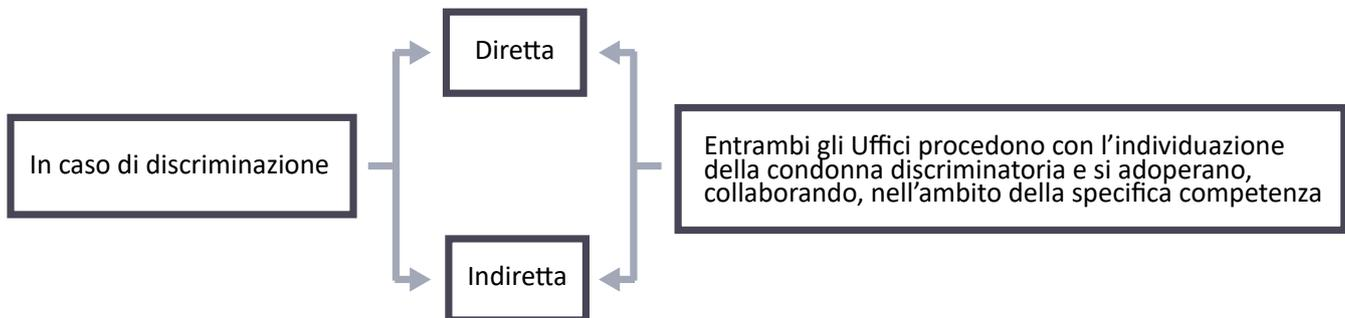 Diretta
In caso di discriminazione
Entrambi gli Uffici procedono con l’individuazione
della condonna discriminatoria e si adoperano,
collaborando, nell’ambito della specifica competenza
Indiretta